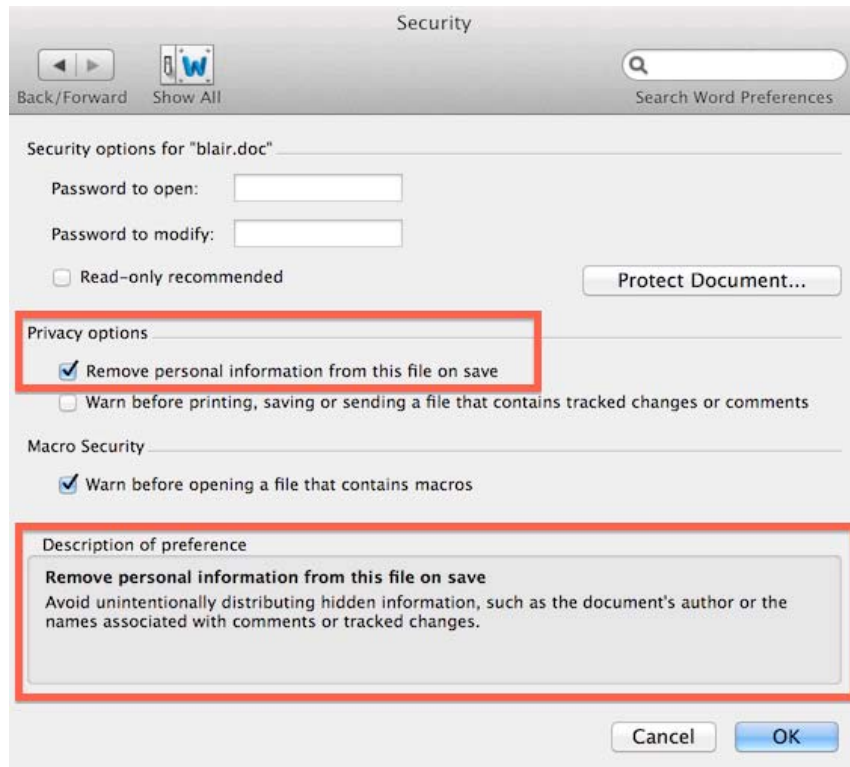 Security
Back/Forward
Show All
Search Word Preferences
Security options for "blair.doc"
Password to open:
Password to modify:
Read-only recommended
Protect Document...
Privacy options
Remove personal information from this file on save
Warn before printing, saving or sending a file that contains tracked changes or comments
Macro Security
Warn before opening a file that contains macros
Description of preference
Remove personal information from this file on save
Avoid unintentionally distributing hidden information, such as the document's author or the
names associated with comments or tracked changes.
Cancel
OK